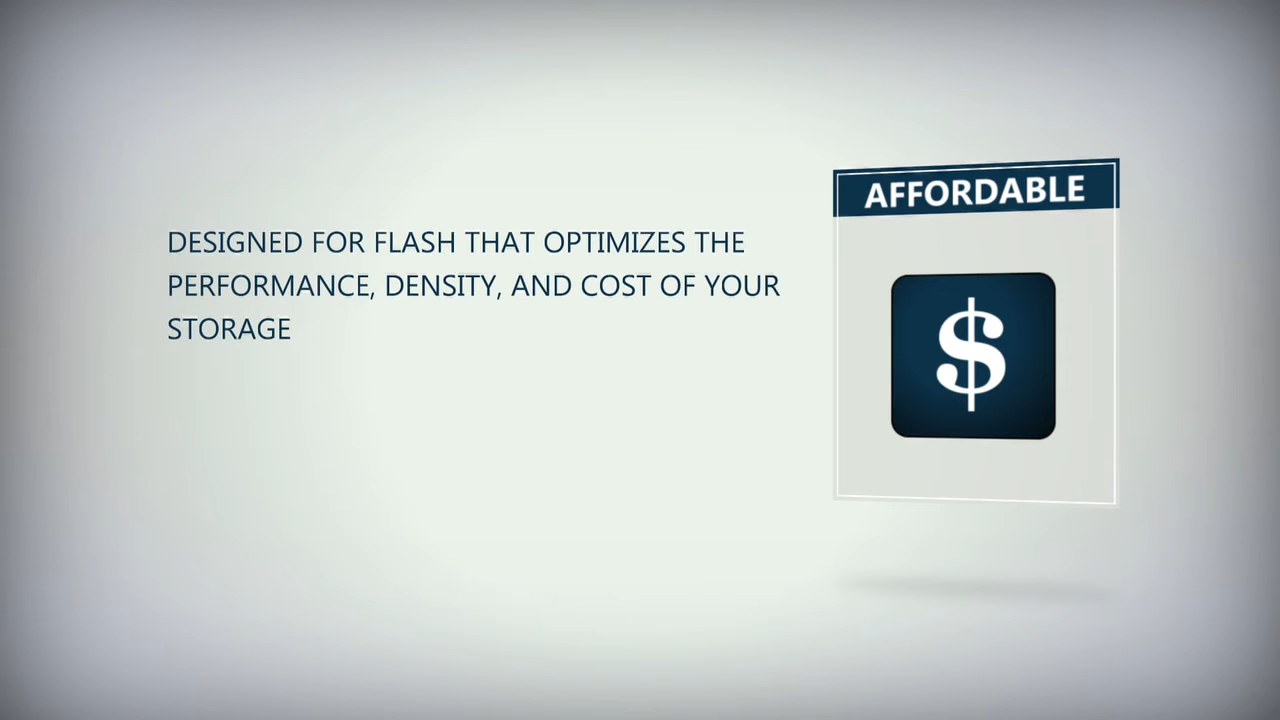 DESIGNED FOR FLASH THAT OPTIMIZES THE
PERFORMANCE, DENSITY, AND COST OF YOUR
STORAGE
AFFORDABLE
$